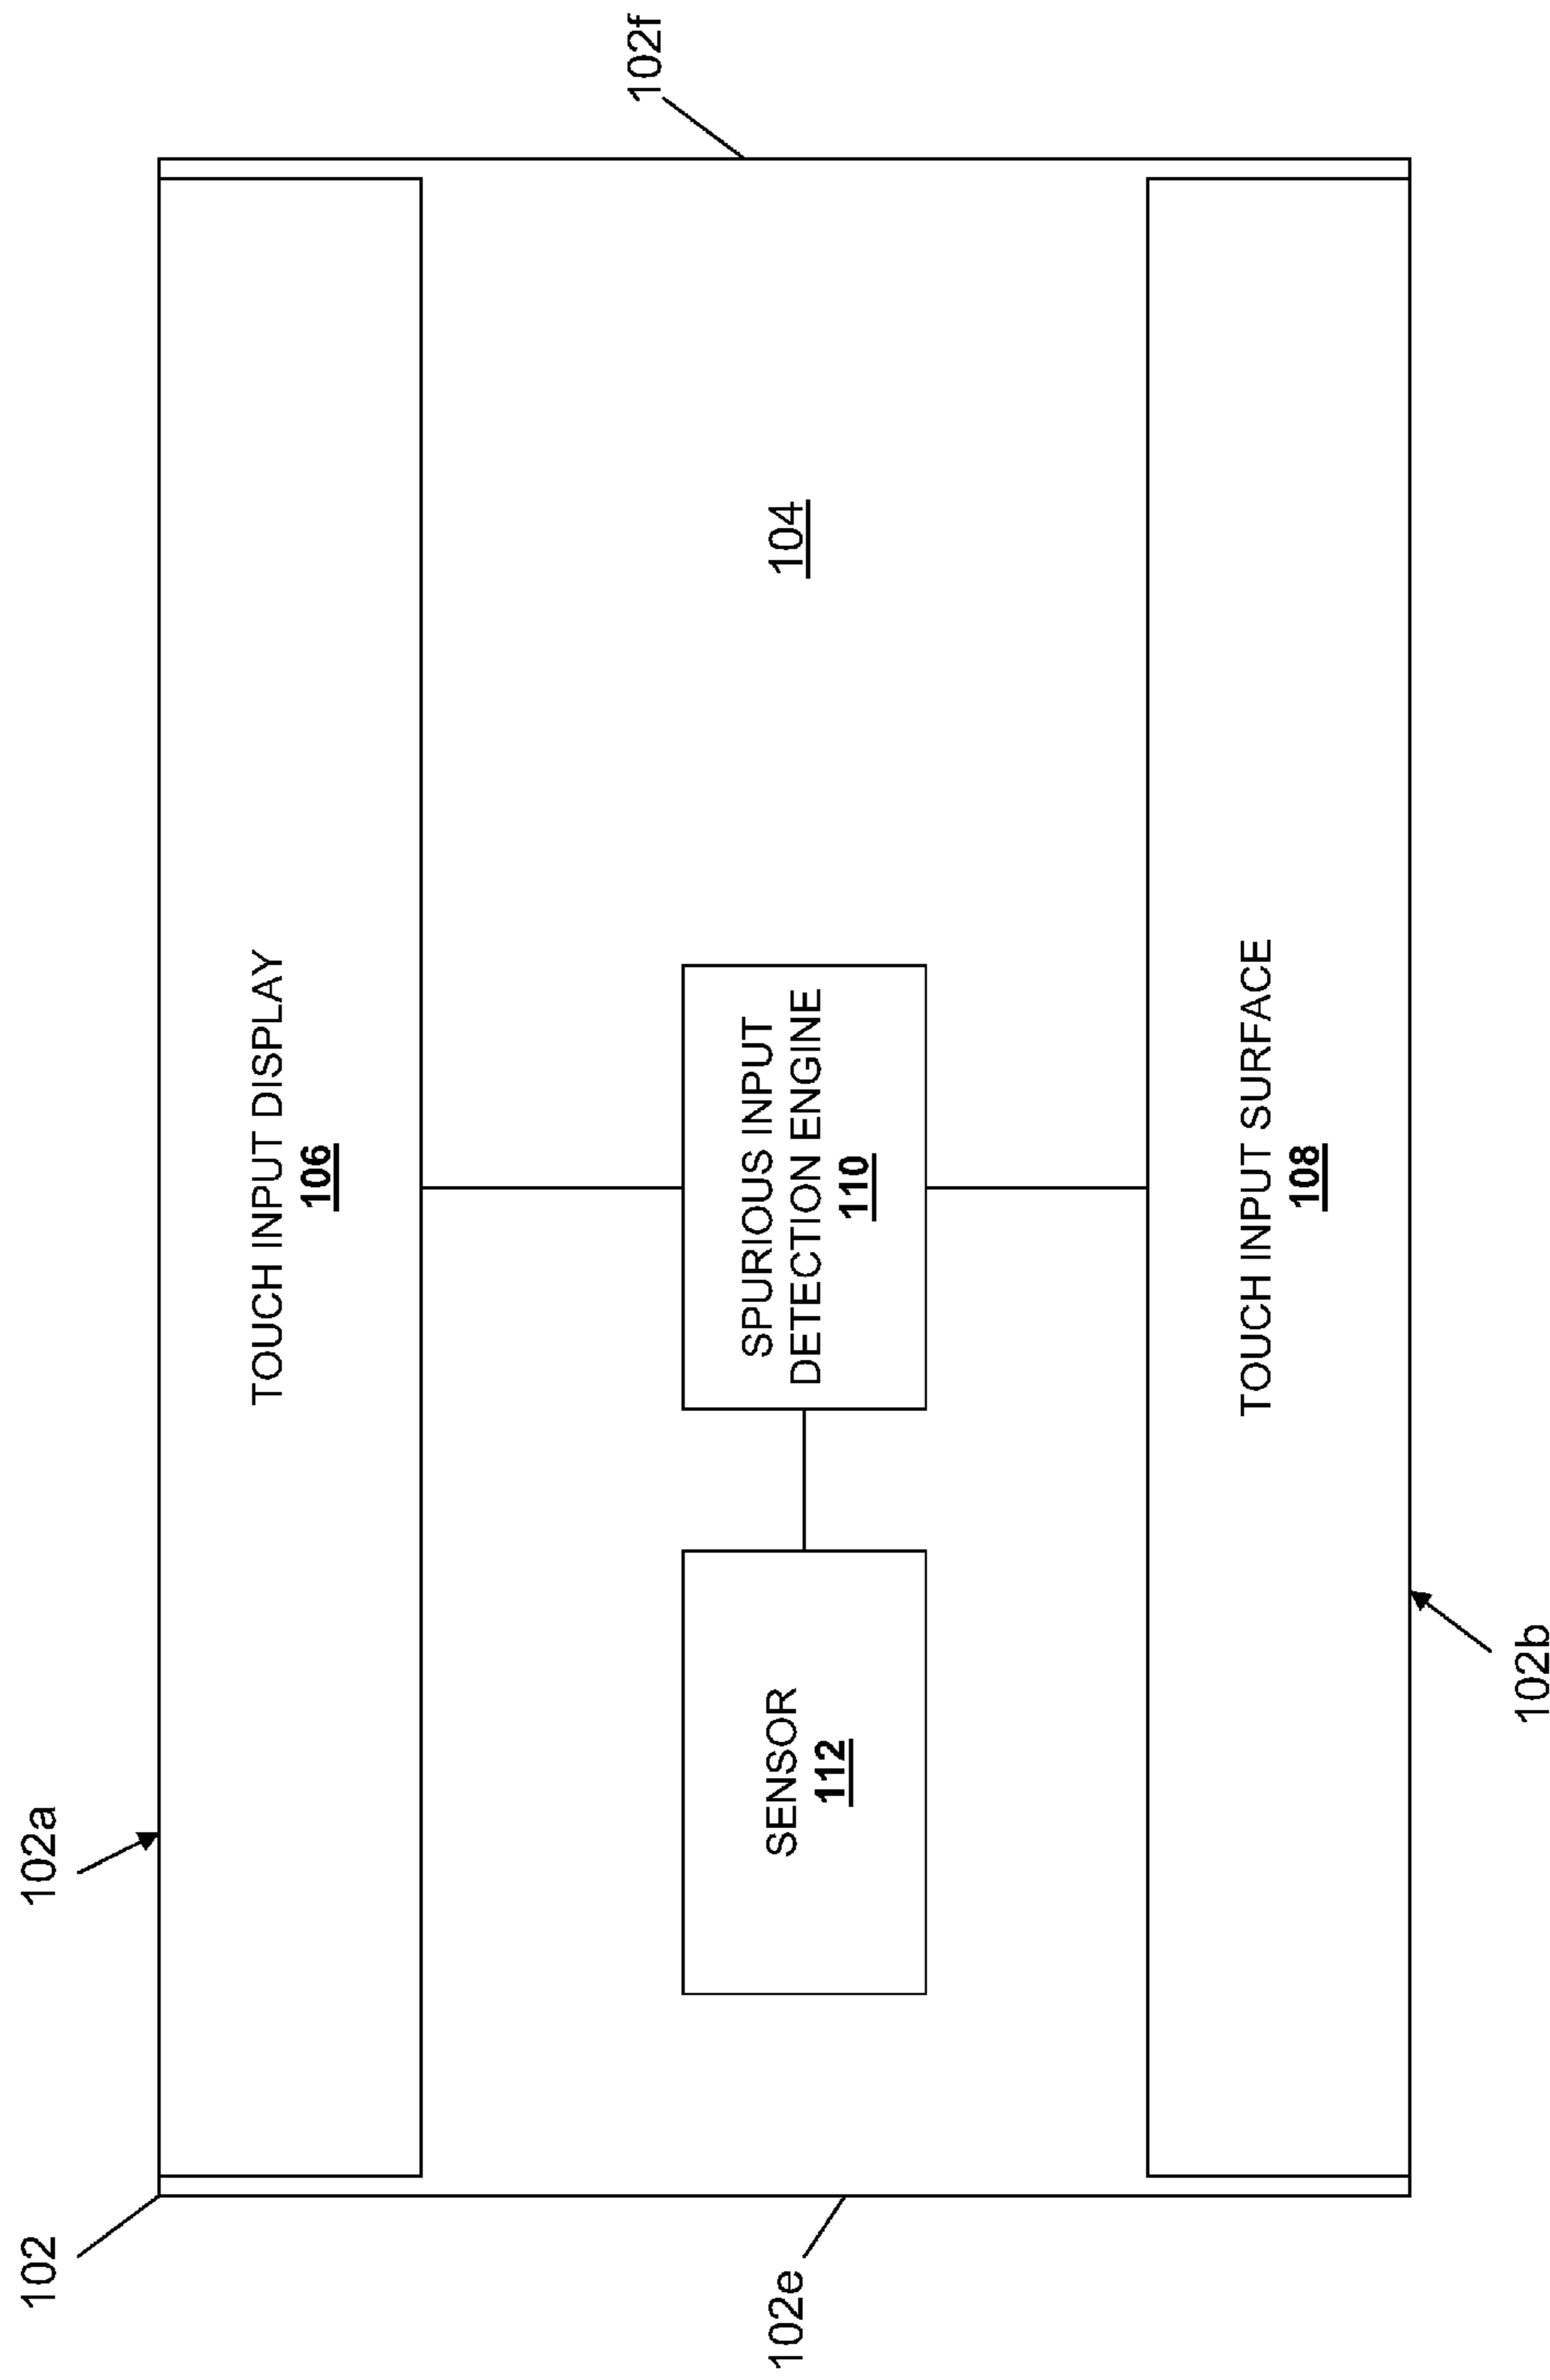 102
102a
TOUCH INPUT DISPLAY
106
102e
SENSOR
112
SPURIOUS INPUT
DETECTION ENGINE
110
104
102f
TOUCH INPUT SURFACE
108
102b